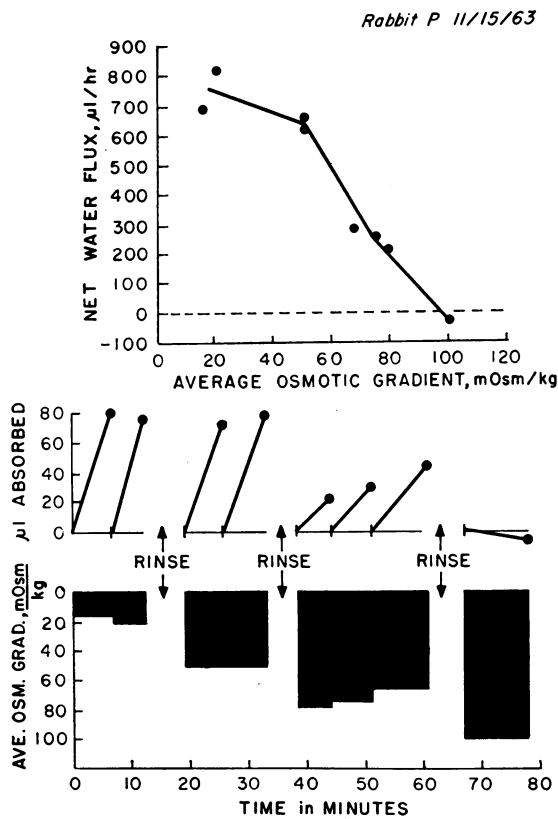 Rabbit P 11/15/63
NET WATER FLUX, µl/hr
900
800
700
600
500
400
300
200
100
0
-100
0 20 40 60 80 100 120
AVERAGE OSMOTIC GRADIENT, mOsm/kg
µl ABSORBED
80
60
40
20
0
RINSE RINSE RINSE
AVE. OSM. GRAD., mOsm/kg
0
20
40
60
80
100
0 10 20 30 40 50 60 70 80
TIME in MINUTES